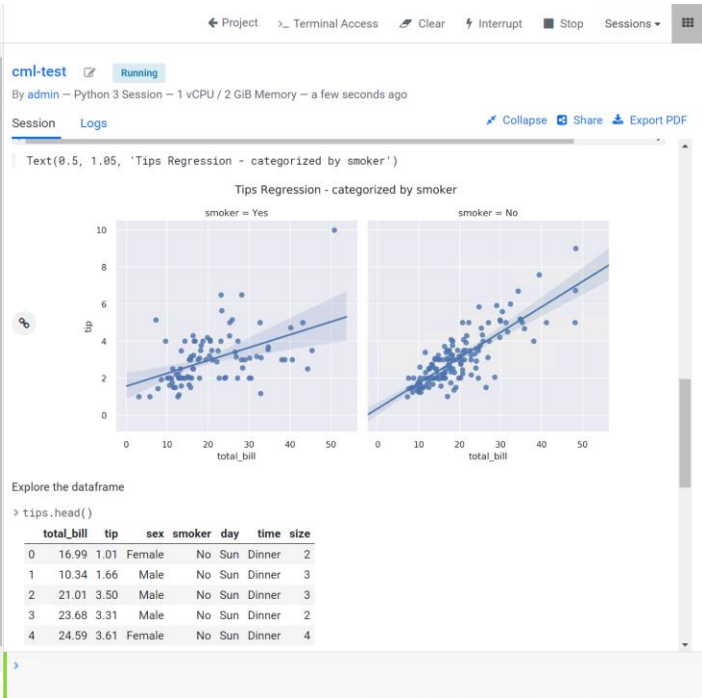 Project >_ Terminal Access Clear Interrupt Stop Sessions
cml-test Running
By admin — Python 3 Session — 1 vCPU / 2 GiB Memory — a few seconds ago
Session Logs Collapse Share Export PDF
Text(0.5, 1.05, 'Tips Regression - categorized by smoker')
Tips Regression - categorized by smoker
smoker = Yes smoker = No
10
8
6
4
2
0
tip
0 10 20 30 40 50 0 10 20 30 40 50
total_bill total_bill
Explore the dataframe
> tips.head()
total_bill tip sex smoker day time size
0 16.99 1.01 Female No Sun Dinner 2
1 10.34 1.66 Male No Sun Dinner 3
2 21.01 3.50 Male No Sun Dinner 3
3 23.68 3.31 Male No Sun Dinner 2
4 24.59 3.61 Female No Sun Dinner 4
>